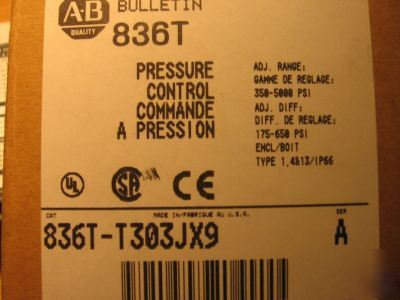 A-B
QUALITY
BULLETIN
836T
PRESSURE
CONTROL
COMMANDE
A PRESSION
ADJ. RANGE:
GAMME DE REGLAGE:
350-5000 PSI
ADJ. DIFF:
DIFF. DE REGLAGE:
175-650 PSI
ENCL/BOIT
TYPE 1,4&13/IP66
UL
SA
CE
CAT
MADE IN/FABRIQUE AU U.S.A.
SER
836T-T303JX9
A